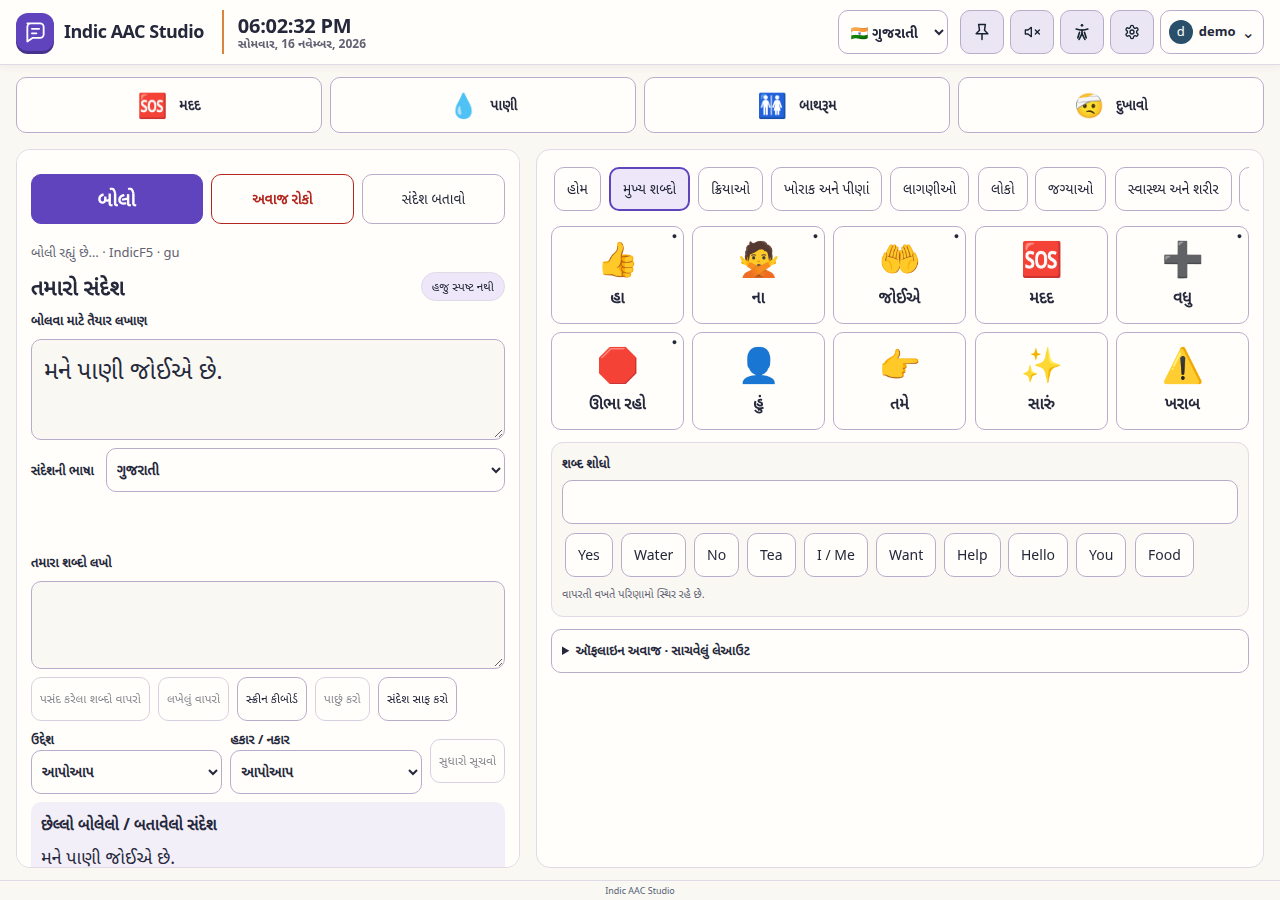 Indic AAC Studio
06:02:32 PM
સોમવાર, 16 નવેમ્બર, 2026
🇮🇳 ગુજરાતી
d demo
🆘 મદદ
પાણી
બાથરૂમ
દુખાવો
બોલો
અવાજ રોકો
સંદેશ બતાવો
બોલી રહ્યું છે... · IndicF5 · gu
તમારો સંદેશ
હજુ સ્પષ્ટ નથી
બોલવા માટે તૈયાર લખાણ
મને પાણી જોઈએ છે.
સંદેશની ભાષા
ગુજરાતી
તમારા શબ્દો લખો
પસંદ કરેલા શબ્દો વાપરો
લખેલું વાપરો
સ્ક્રીન કીબોર્ડ
પાછું કરો
સંદેશ સાફ કરો
ઉદ્દેશ
હકાર / નકાર
આપોઆપ
આપોઆપ
સુધારો સૂચવો
છેલ્લો બોલેલો / બતાવેલો સંદેશ
મને પાણી જોઈએ છે.
હોમ
મુખ્ય શબ્દો
ક્રિયાઓ
ખોરાક અને પીણાં
લાગણીઓ
લોકો
જગ્યાઓ
સ્વાસ્થ્ય અને શરીર
હા
ના
જોઈએ
🆘
મદદ
વધુ
ઊભા રહો
હું
તમે
સારું
ખરાબ
શબ્દ શોધો
Yes
Water
No
Tea
I / Me
Want
Help
Hello
You
Food
વાપરતી વખતે પરિણામો સ્થિર રહે છે.
ઑફલાઇન અવાજ · સાચવેલું લેઆઉટ
Indic AAC Studio